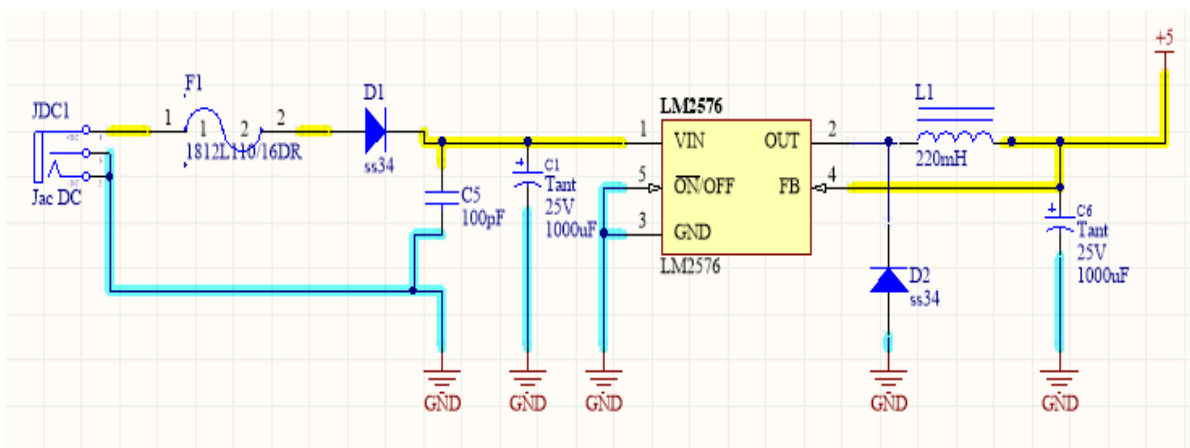 +5
F1
D1
JDC1
1
1
2
2
1812L110/16DR
ss34
Jac DC
C5
100pF
C1
Tant
25V
1000uF
LM2576
1
VIN
OUT
2
5
ON/OFF
FB
4
3
GND
LM2576
L1
220mH
D2
ss34
C6
Tant
25V
1000uF
GND
GND
GND
GND
GND